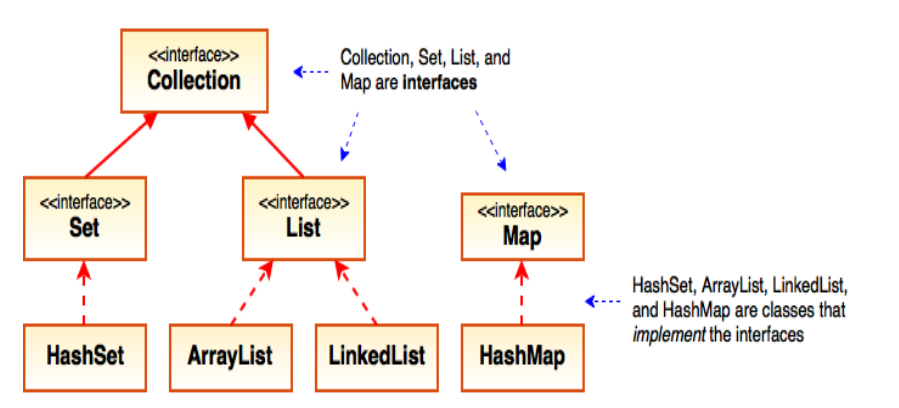 <<interface>>
Collection
Collection, Set, List, and
Map are interfaces
<<interface>>
Set
<<interface>>
List
<<interface>>
Map
HashSet, ArrayList, LinkedList,
and HashMap are classes that
implement the interfaces
HashSet
ArrayList
LinkedList
HashMap